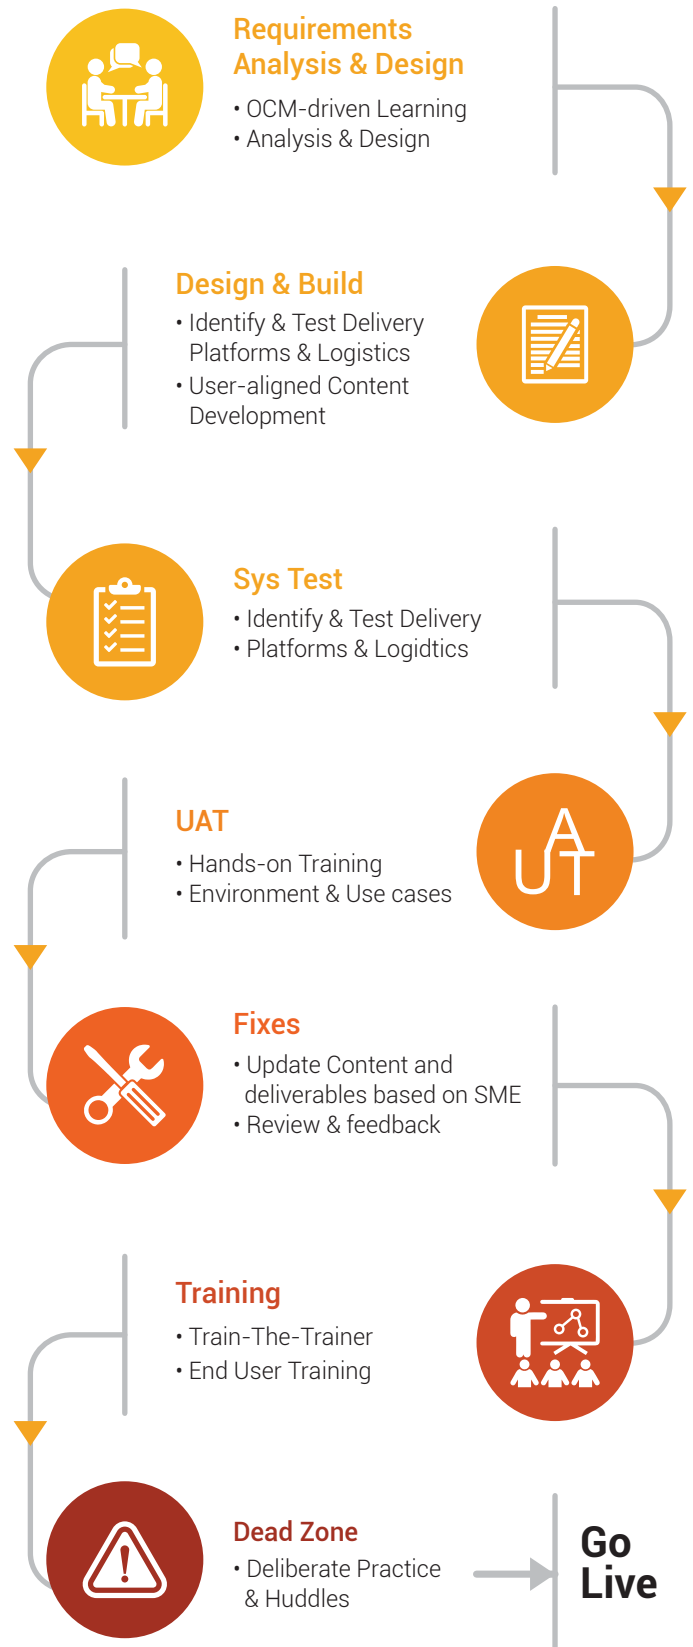 Requirements
Analysis & Design
• OCM-driven Learning
• Analysis & Design
Design & Build
• Identify & Test Delivery
Platforms & Logistics
• User-aligned Content
Development
Sys Test
• Identify & Test Delivery
• Platforms & Logidtics
UAT
• Hands-on Training
• Environment & Use cases
UAT
Fixes
• Update Content and
deliverables based on SME
• Review & feedback
Training
• Train-The-Trainer
• End User Training
Dead Zone
• Deliberate Practice
& Huddles
Go
Live